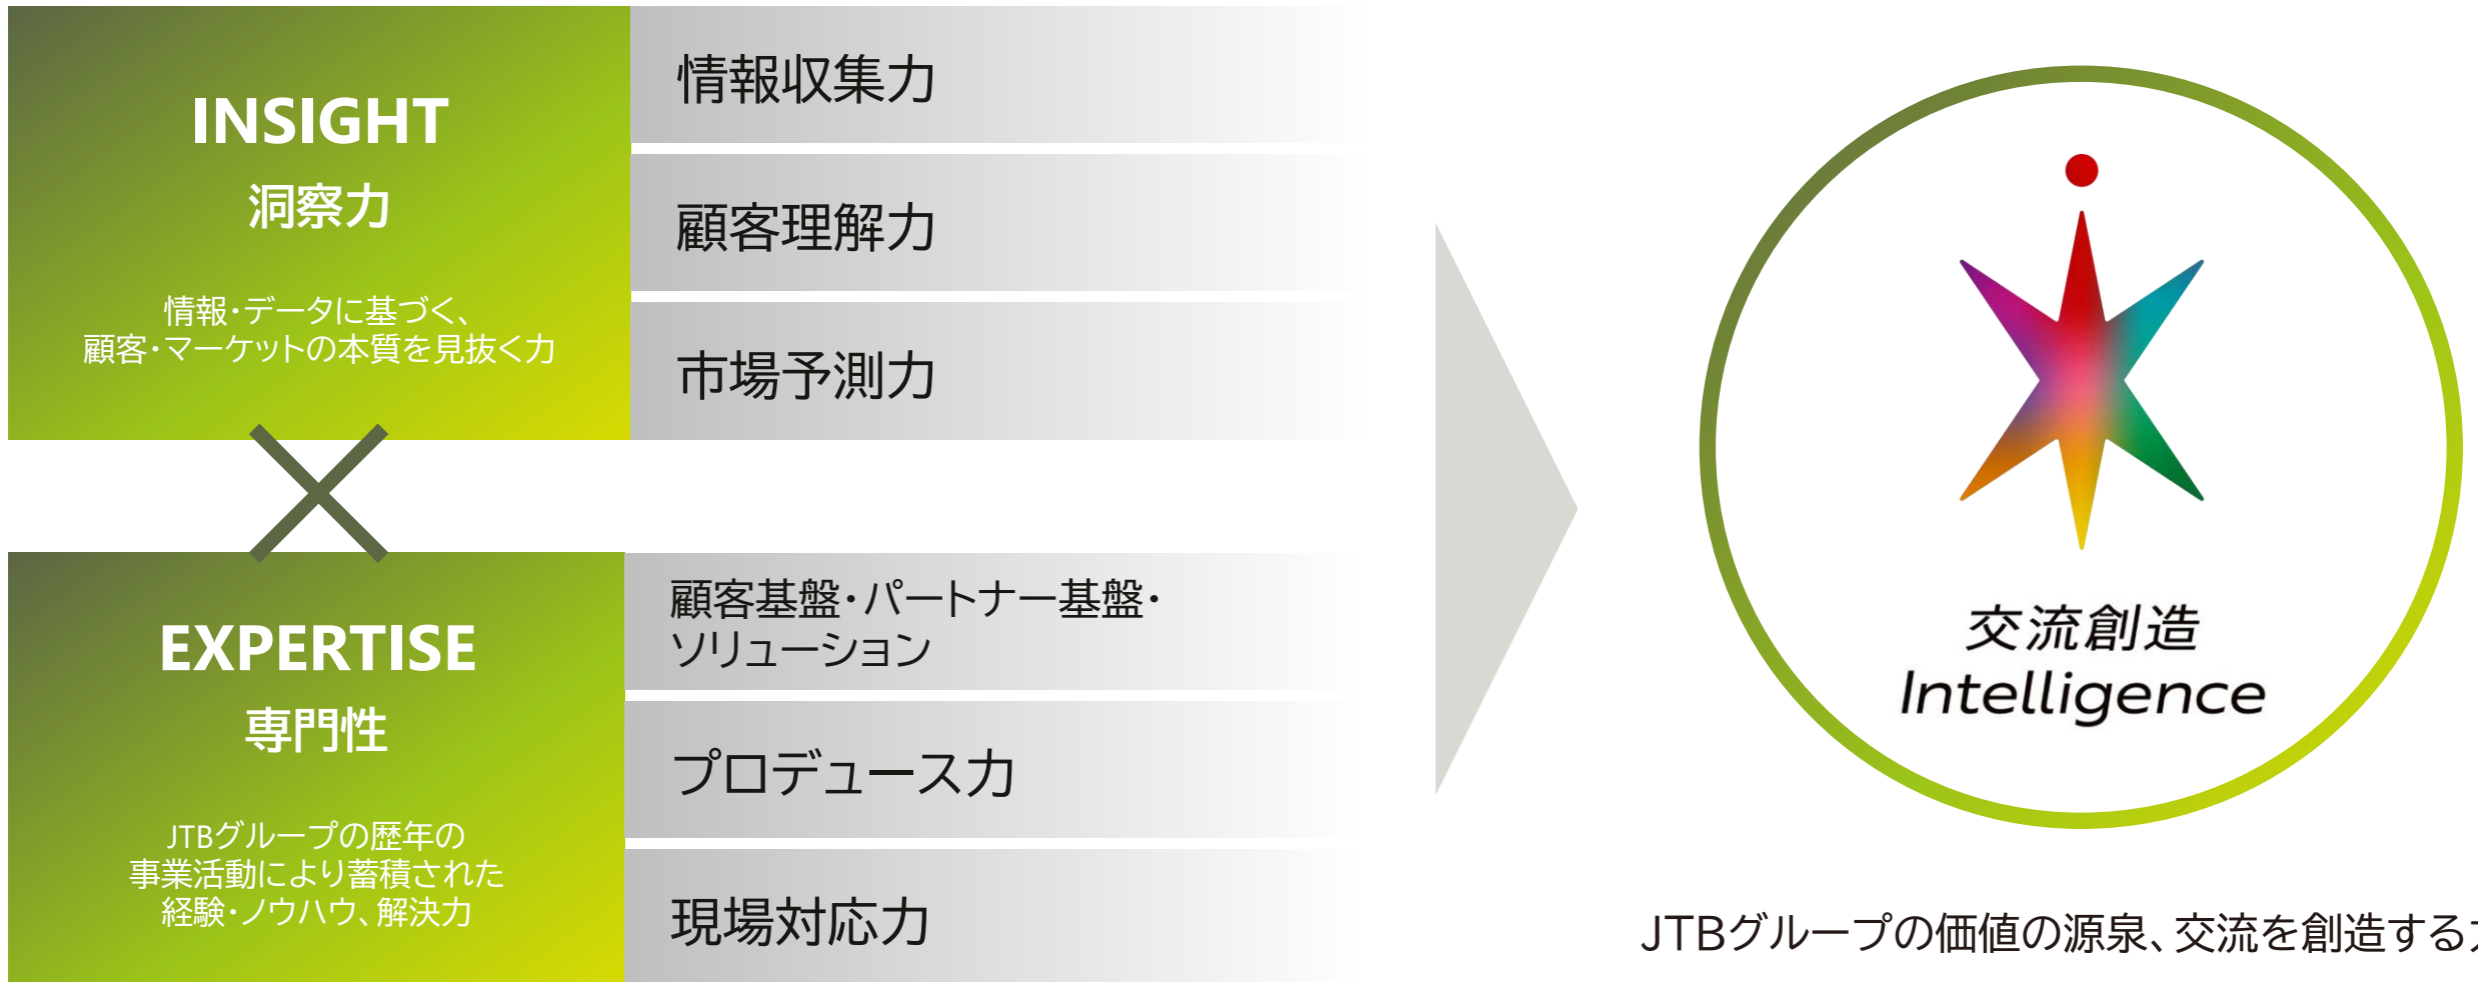 INSIGHT
洞察力
情報・データに基づく、
顧客・マーケットの本質を見抜く力
情報収集力
顧客理解力
市場予測力
EXPERTISE
専門性
JTBグループの歴年の
事業活動により蓄積された
経験・ノウハウ、解決力
顧客基盤・パートナー基盤・
ソリューション
プロデュース力
現場対応力
交流創造
Intelligence
JTBグループの価値の源泉、交流を創造する